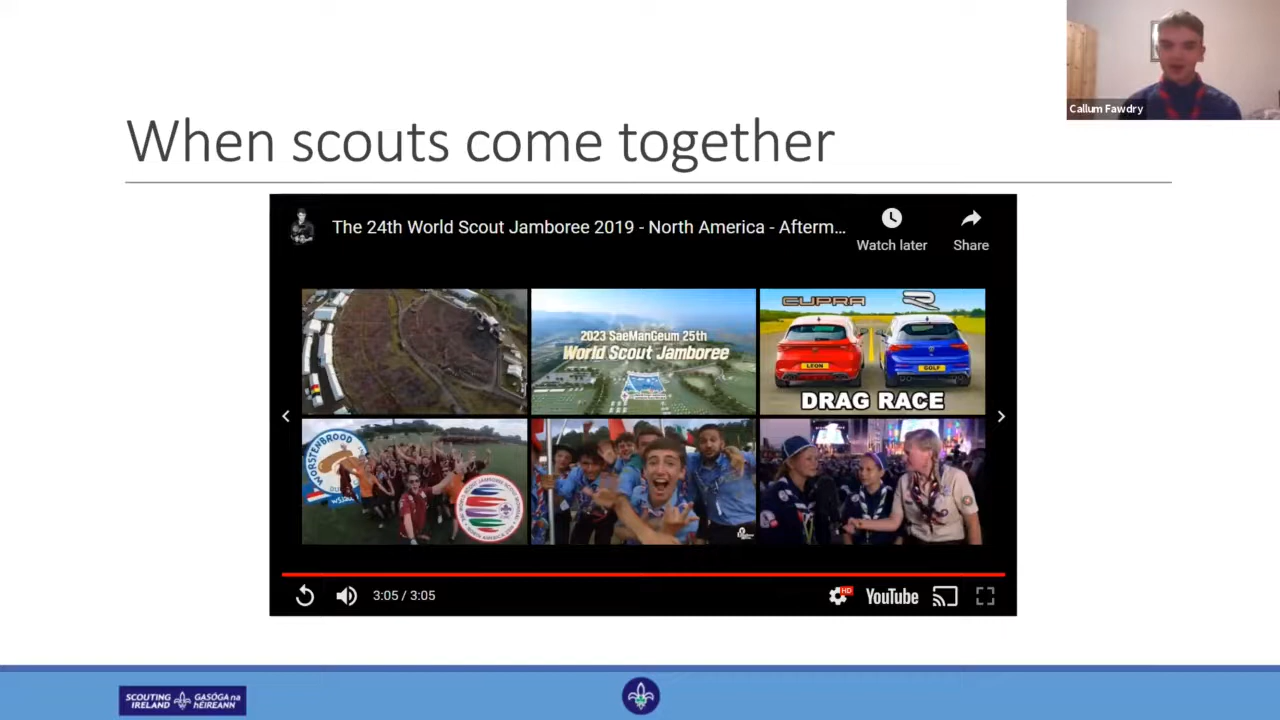 Callum Fawdry
When scouts come together
The 24th World Scout Jamboree 2019 - North America - Afterm...
Watch later
Share
2023 SaeManGeum 25th
World Scout Jamboree
CUPRA
R
LEON
GOLF
DRAG RACE
WORSTENBROOD
3:05 / 3:05
HD
YouTube
SCOUTING
IRELAND
GASÓGA na
hÉIREANN